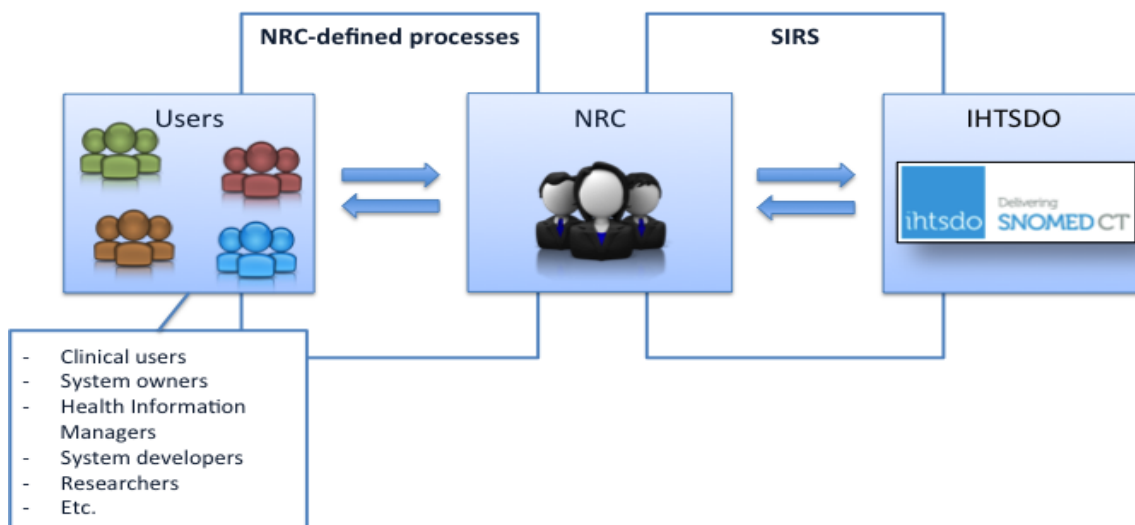 NRC-defined processes
SIRS
Users
NRC
IHTSDO
ihtsdo
Delivering
SNOMED CT
- Clinical users
- System owners
- Health Information
Managers
- System developers
- Researchers
- Etc.